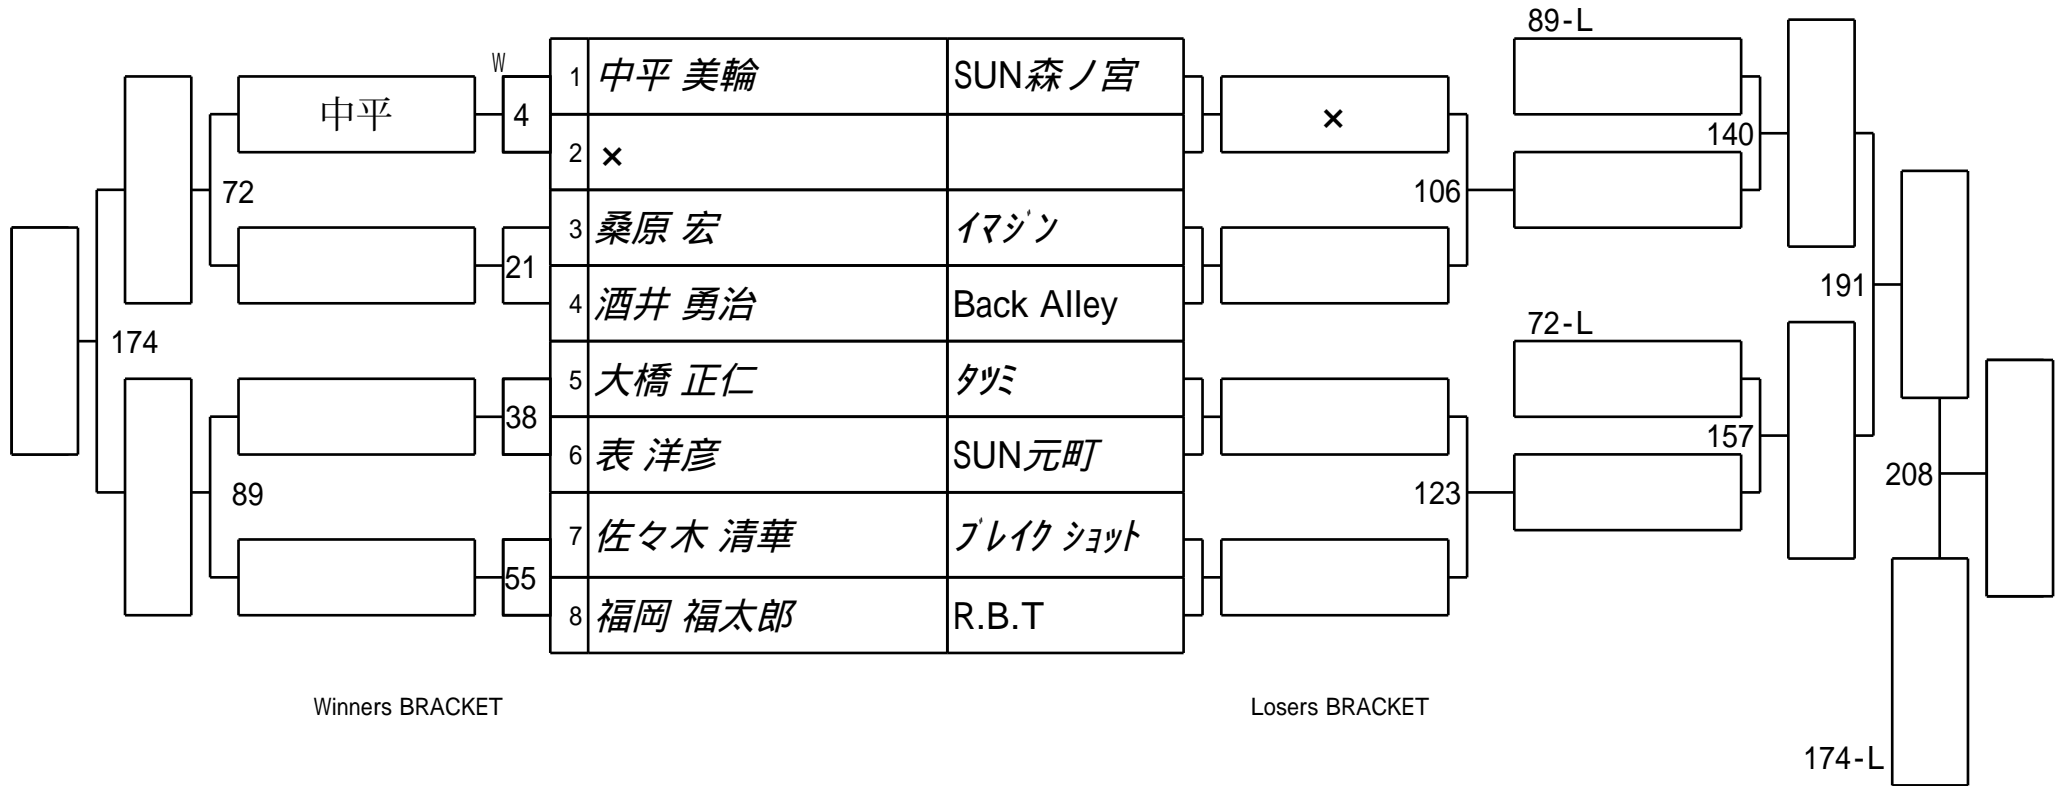 89-L
W
1 中平 美輪 SUN森ノ宮
中平 4 × 140
2 ×
72 106
3 桑原 宏 イマジン
21 191
4 酒井 勇治 Back Alley
174 72-L
5 大橋 正仁 タツミ
38 157
6 表 洋彦 SUN元町
89 123 208
7 佐々木 清華 ブレイク ショット
55
8 福岡 福太郎 R.B.T
Winners BRACKET Losers BRACKET
174-L